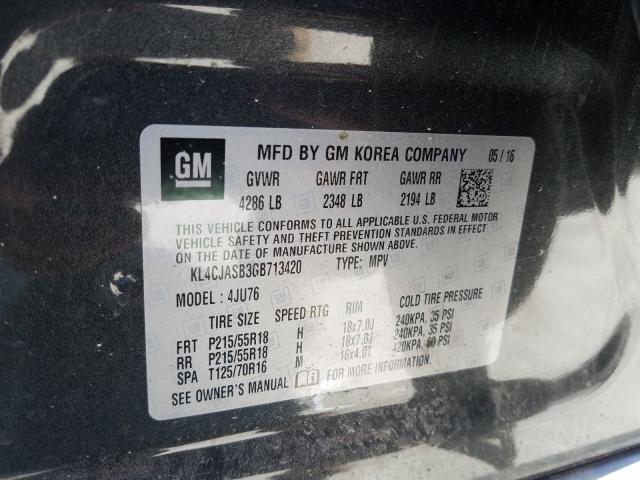 GM MFD BY GM KOREA COMPANY 05 / 16
GVWR GAWR FRT GAWR RR
4286 LB 2348 LB 2194 LB
THIS VEHICLE CONFORMS TO ALL APPLICABLE U.S. FEDERAL MOTOR
VEHICLE SAFETY AND THEFT PREVENTION STANDARDS IN EFFECT
ON THE DATE OF MANUFACTURE SHOWN ABOVE.
KL4CJASB3GB713420 TYPE: MPV
MODEL: 4JU76
TIRE SIZE SPEED RTG RIM COLD TIRE PRESSURE
FRT P215/55R18 H 18x7.0J 240KPA, 35 PSI
RR P215/55R18 H 18x7.0J 240KPA, 35 PSI
SPA T125/70R16 M 16x4.0T 420KPA, 60 PSI
SEE OWNER'S MANUAL FOR MORE INFORMATION.